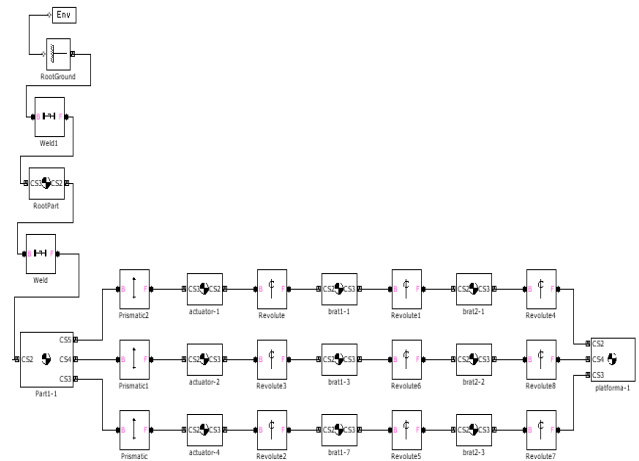 Env
RootGround
B F
Weld1
CS3 CS2
RootPart
B F
Weld
B F CS1 CS2 B F CS2 CS3 B F CS2 CS3 B F
Prismatic2 actuator-1 Revolute brat1-1 Revolute1 brat2-1 Revolute4
CS5
CS2 CS4
CS3
Part1-1
B F CS2 CS3 B F CS2 CS3 B F CS2 CS3 B F
Prismatic1 actuator-2 Revolute3 brat1-3 Revolute6 brat2-2 Revolute8
CS2
CS4
CS3
platforma-1
B F CS2 CS3 B F CS2 CS3 B F CS2 CS3 B F
Prismatic actuator-4 Revolute2 brat1-7 Revolute5 brat2-3 Revolute7